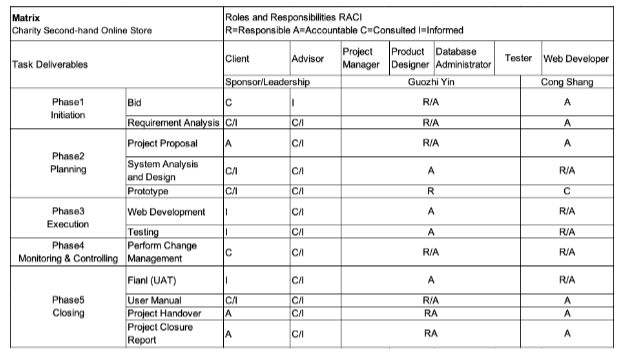 Matrix Roles and Responsibilities RACI
Charity Second-hand Online Store R=Responsible A=Accountable C=Consulted I=Informed
Task Deliverables Client Advisor Project Manager Product Designer Database Administrator Tester Web Developer
Sponsor/Leadership Guozhi Yin Cong Shang
Phase1 Initiation Bid C I R/A A
Requirement Analysis C/I C/I R/A A
Phase2 Planning Project Proposal A C/I R/A A
System Analysis and Design C/I C/I A R/A
Prototype C/I C/I R C
Phase3 Execution Web Development I C/I A R/A
Testing I C/I A R/A
Phase4 Monitoring & Controlling Perform Change Management C C/I R/A R/A
Phase5 Closing Fianl (UAT) I C/I A R/A
User Manual C/I C/I R/A A
Project Handover A C/I RA A
Project Closure Report A C/I RA A